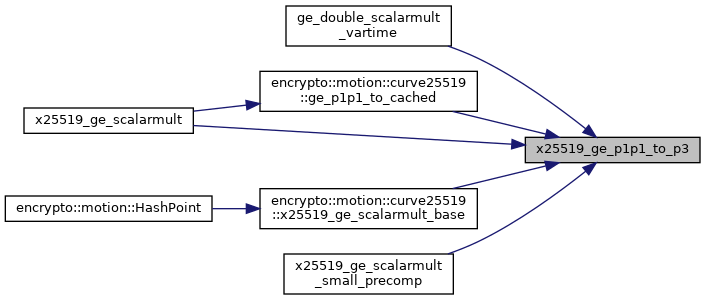 ge_double_scalarmult
_vartime
encrypto::motion::curve25519
::ge_p1p1_to_cached
x25519_ge_scalarmult
x25519_ge_p1p1_to_p3
encrypto::motion::HashPoint
encrypto::motion::curve25519
::x25519_ge_scalarmult_base
x25519_ge_scalarmult
_small_precomp